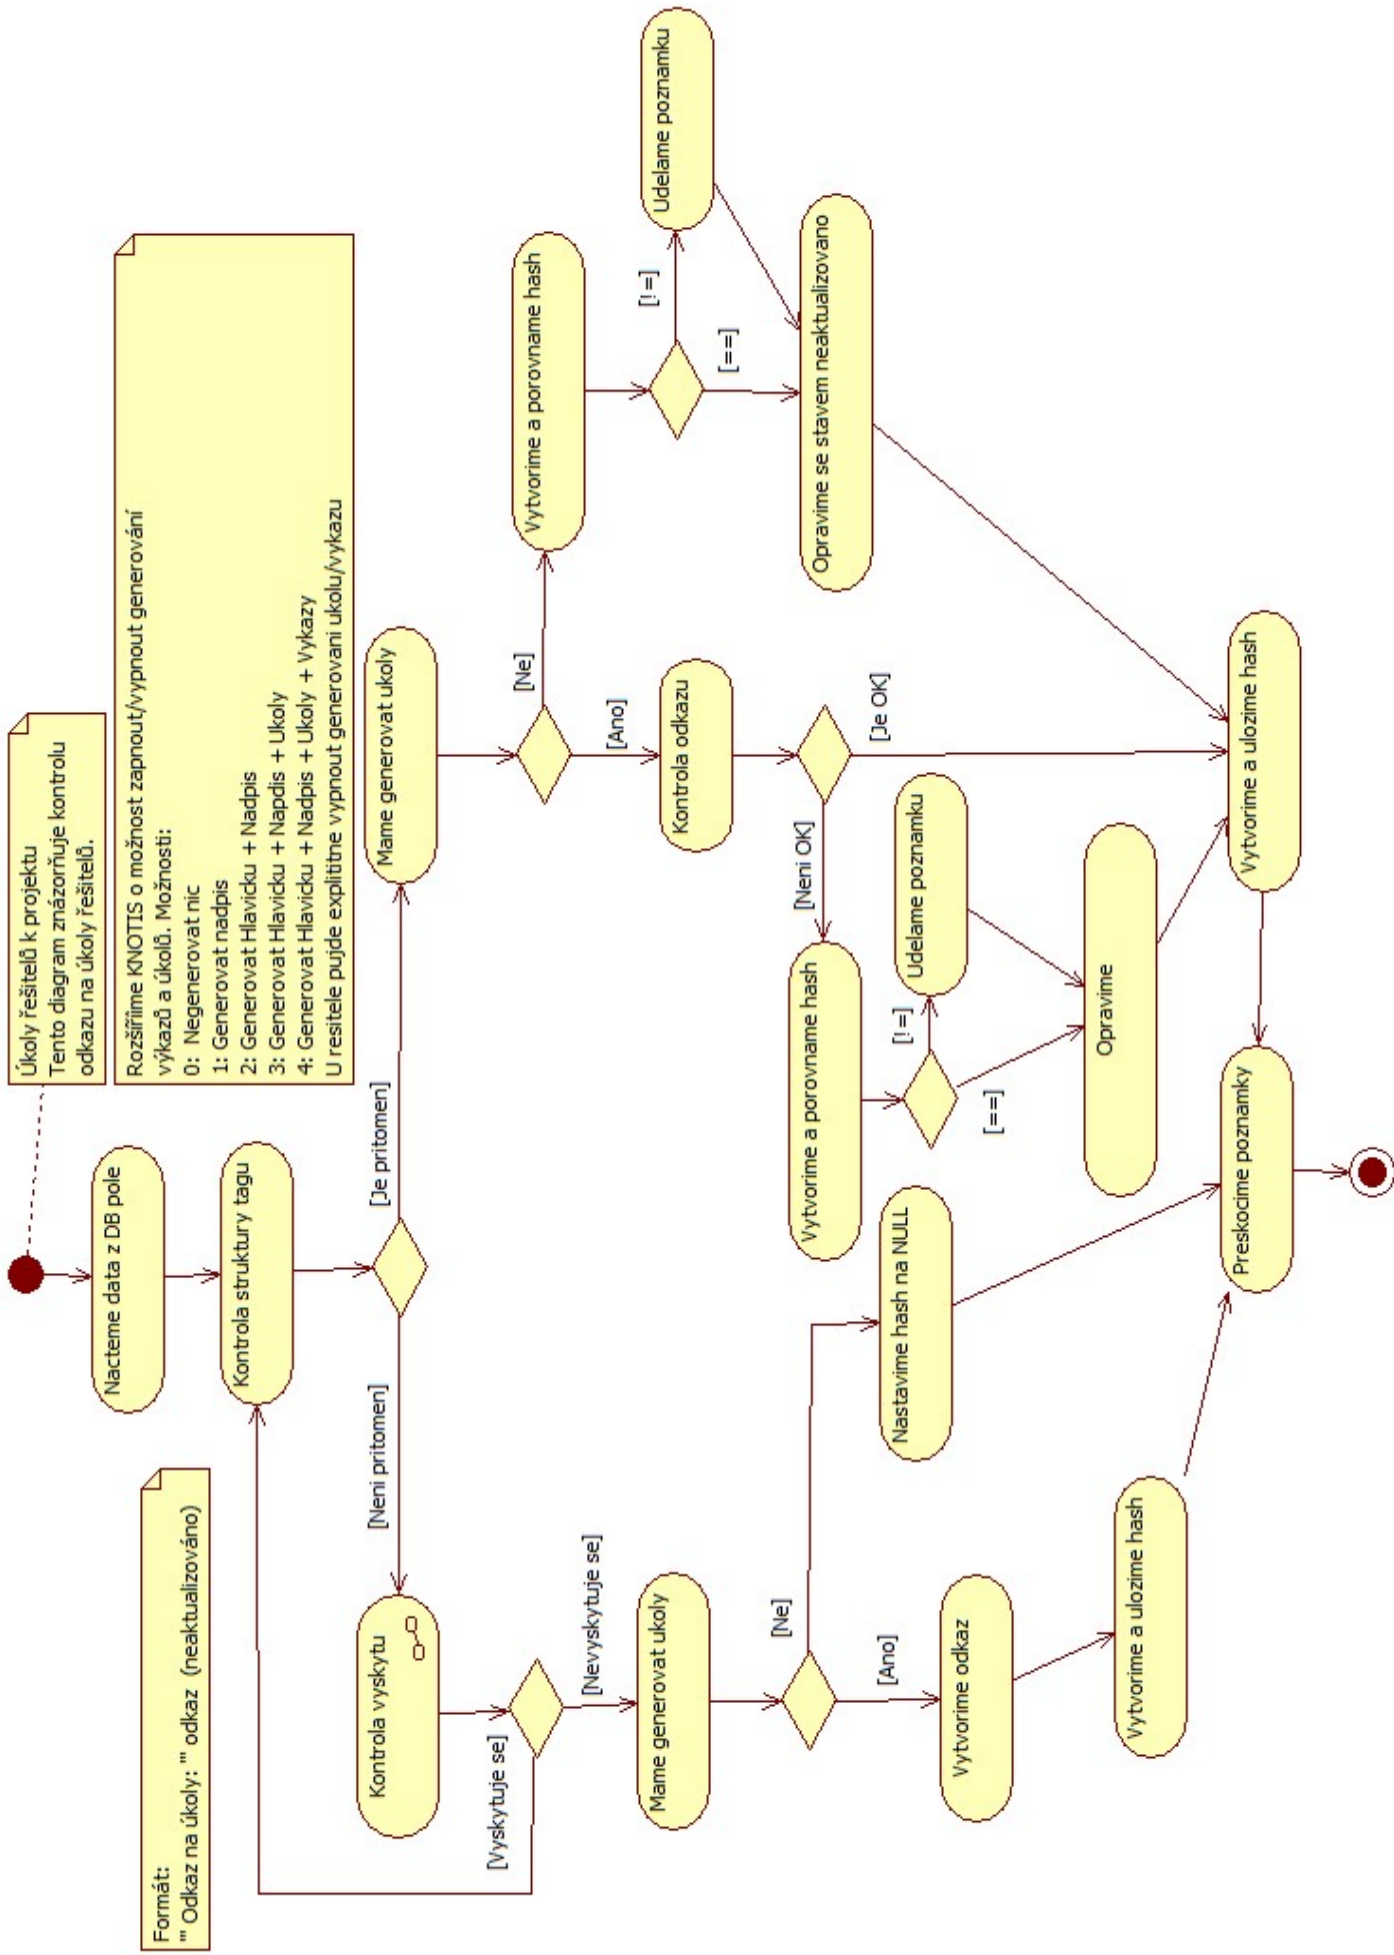 Formát:
''' Odkaz na úkoly: ''' odkaz  (neaktualizováno)
Úkoly řešitelů k projektu
Tento diagram znázorňuje kontrolu
odkazu na úkoly řešitelů.
Rozšíříme KNOTIS o možnost zapnout/vypnout generování
výkazů a úkolů. Možnosti:
0:  Negenerovat nic
1: Generovat nadpis
2: Generovat Hlavicku + Nadpis
3: Generovat Hlavicku + Napdis + Ukoly
4: Generovat Hlavicku + Nadpis + Ukoly + Vykazy
U resitele pujde explititne vypnout generovani ukolu/vykazu
Nacteme data z DB pole
Kontrola struktury tagu
[Neni pritomen]
[Je pritomen]
Kontrola vyskytu
Mame generovat ukoly
[Vyskytuje se]
[Nevyskytuje se]
[Ne]
[Ano]
Vytvorime a porovname hash
Mame generovat ukoly
Kontrola odkazu
[!=]
Udelame poznamku
[==]
[Ne]
[Ano]
[Neni OK]
[Je OK]
Opravime se stavem neaktualizovano
Vytvorime a porovname hash
Nastavime hash na NULL
[!=]
Udelame poznamku
Vytvorime odkaz
[==]
Opravime
Vytvorime a ulozime hash
Preskocime poznamky
Vytvorime a ulozime hash